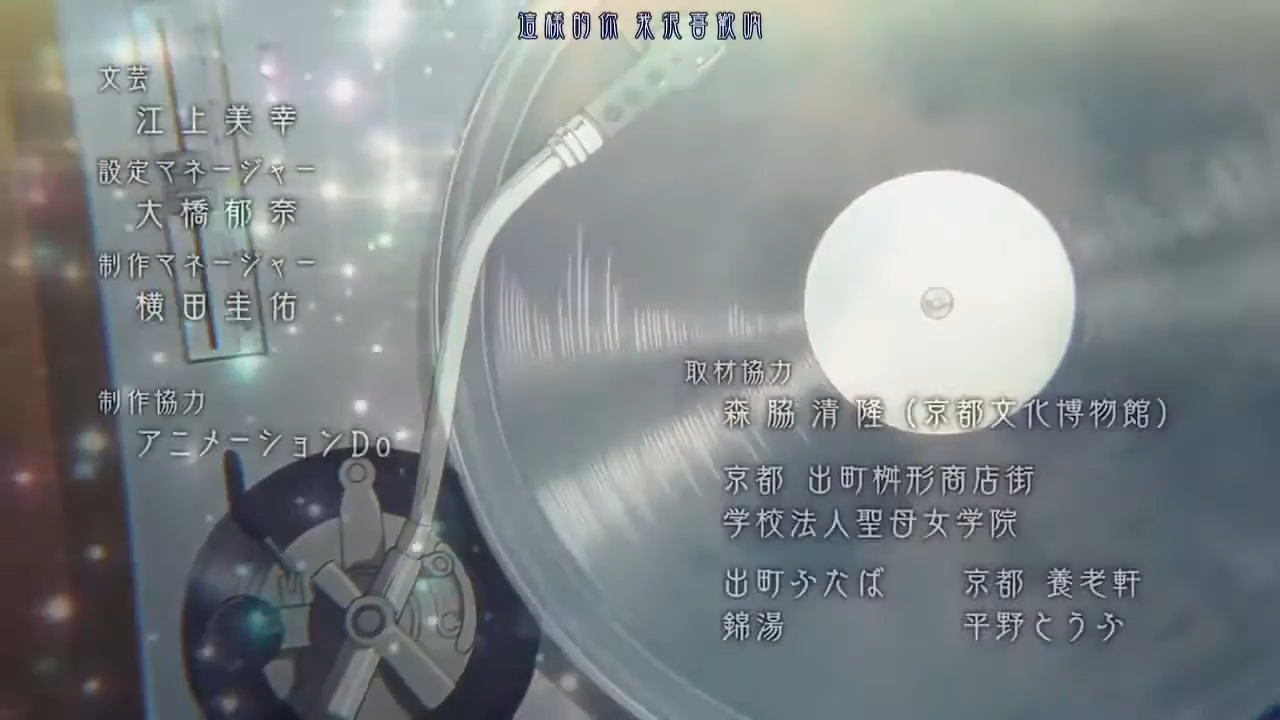 這樣的你 我很喜歡喲
文芸
江上美幸
設定マネージャー
大橋郁奈
制作マネージャー
横田圭佑
制作協力
アニメーションDo
取材協力
森脇清隆(京都文化博物館)
京都 出町桝形商店街
学校法人聖母女学院
出町ふたば 京都 養老軒
錦湯 平野とうふ